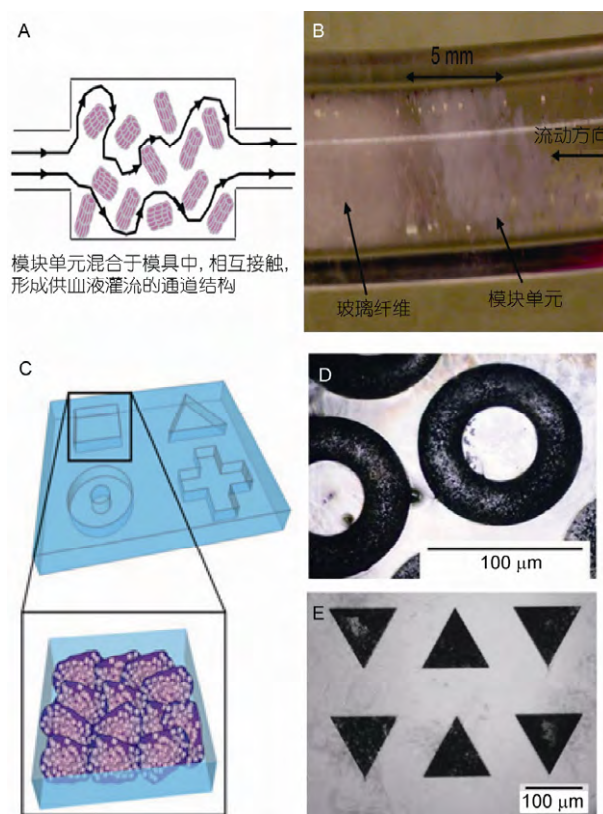 A
模块单元混合于模具中, 相互接触,
形成供血液灌流的通道结构
B
5 mm
流动方向
玻璃纤维
模块单元
C
D
100 μm
E
100 μm